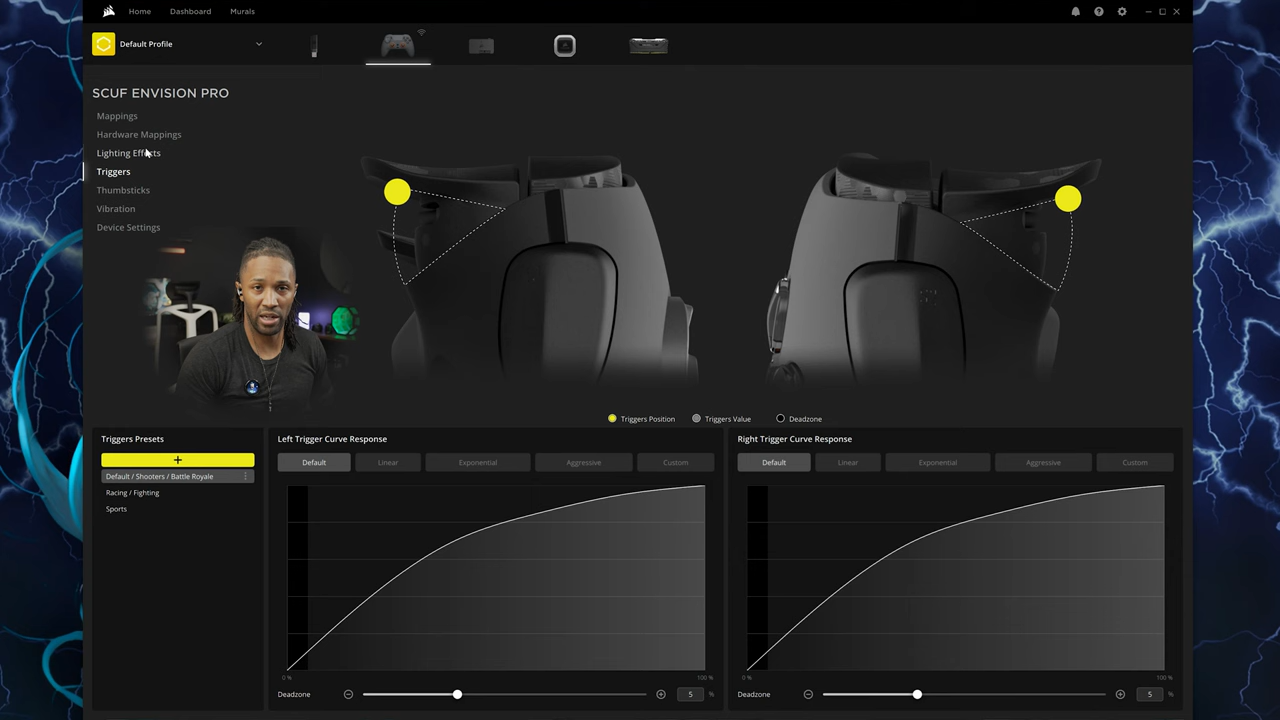 Home Dashboard Murals
Default Profile
SCUF ENVISION PRO
Mappings
Hardware Mappings
Lighting Effects
Triggers
Thumbsticks
Vibration
Device Settings
Triggers Position Triggers Value Deadzone
Triggers Presets
+
Default / Shooters / Battle Royale
Racing / Fighting
Sports
Left Trigger Curve Response
Default Linear Exponential Aggressive Custom
0 % 100 %
Deadzone 5 %
Right Trigger Curve Response
Default Linear Exponential Aggressive Custom
0 % 100 %
Deadzone 5 %